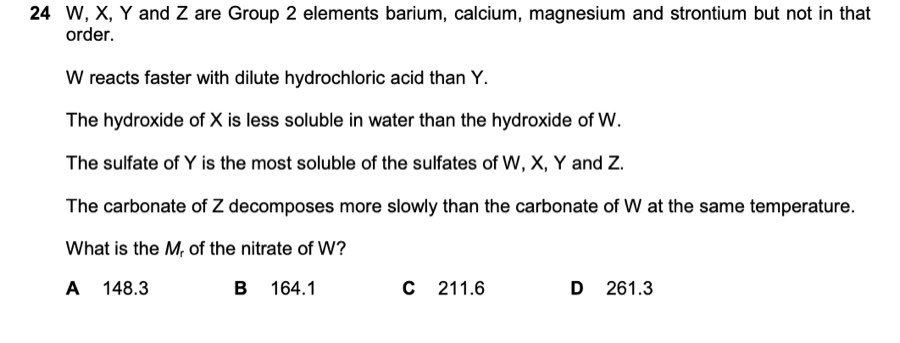 24 W, X, Y and Z are Group 2 elements barium, calcium, magnesium and strontium but not in that
order.
W reacts faster with dilute hydrochloric acid than Y.
The hydroxide of X is less soluble in water than the hydroxide of W.
The sulfate of Y is the most soluble of the sulfates of W, X, Y and Z.
The carbonate of Z decomposes more slowly than the carbonate of W at the same temperature.
What is the Mr of the nitrate of W?
A 148.3 B 164.1 C 211.6 D 261.3